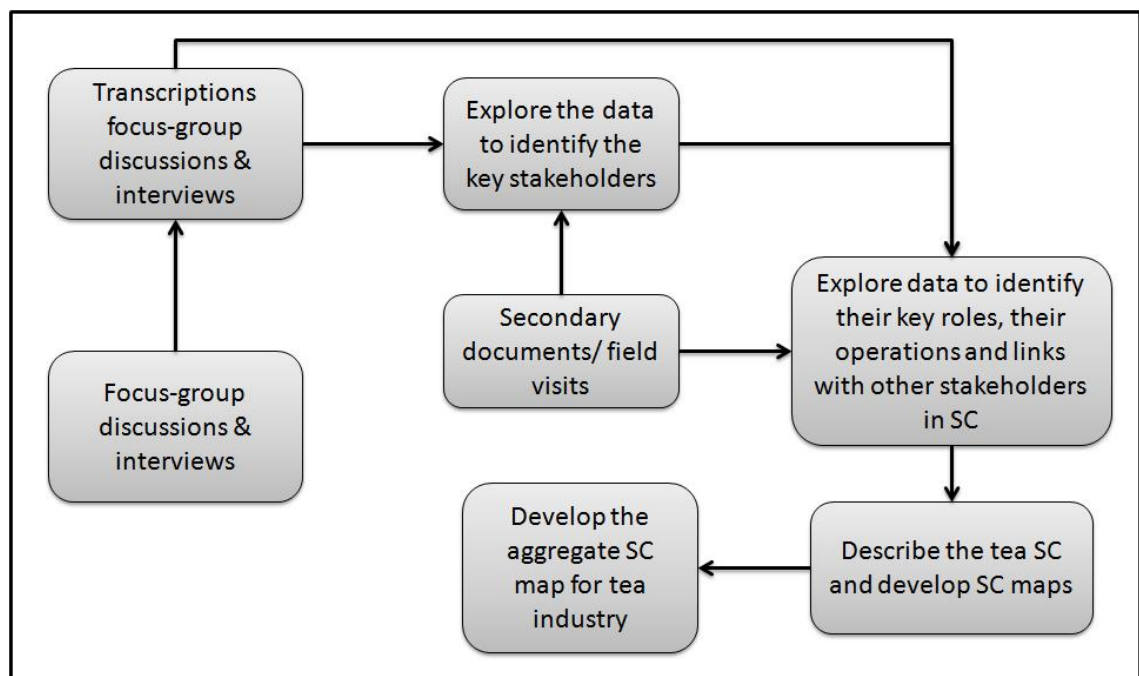 Transcriptions
focus-group
discussions &
interviews
Explore the data
to identify the
key stakeholders
Secondary
documents/ field
visits
Explore data to identify
their key roles, their
operations and links
with other stakeholders
in SC
Focus-group
discussions &
interviews
Develop the
aggregate SC
map for tea
industry
Describe the tea SC
and develop SC maps